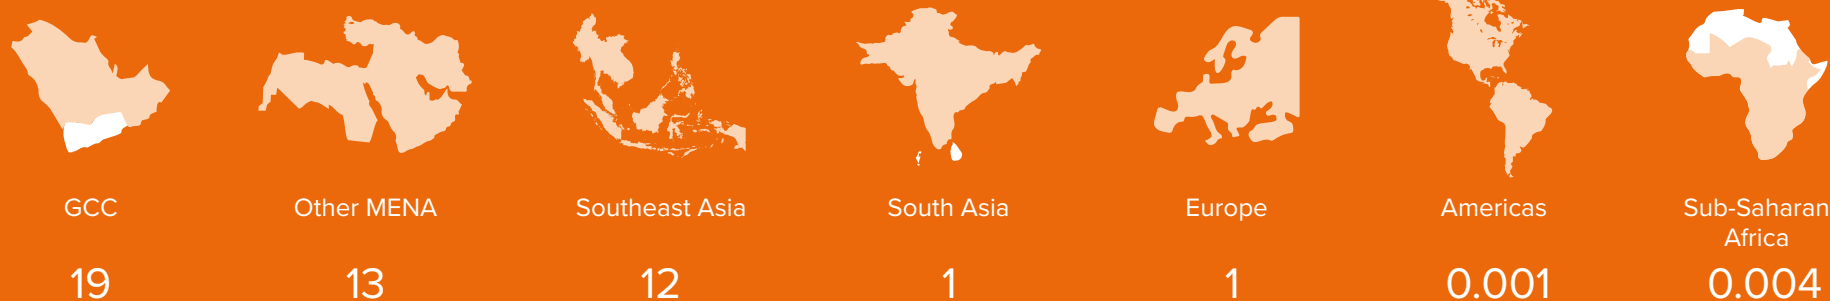 GCC
Other MENA
Southeast Asia
South Asia
Europe
Americas
Sub-Saharan
Africa
19
13
12
1
1
0.001
0.004